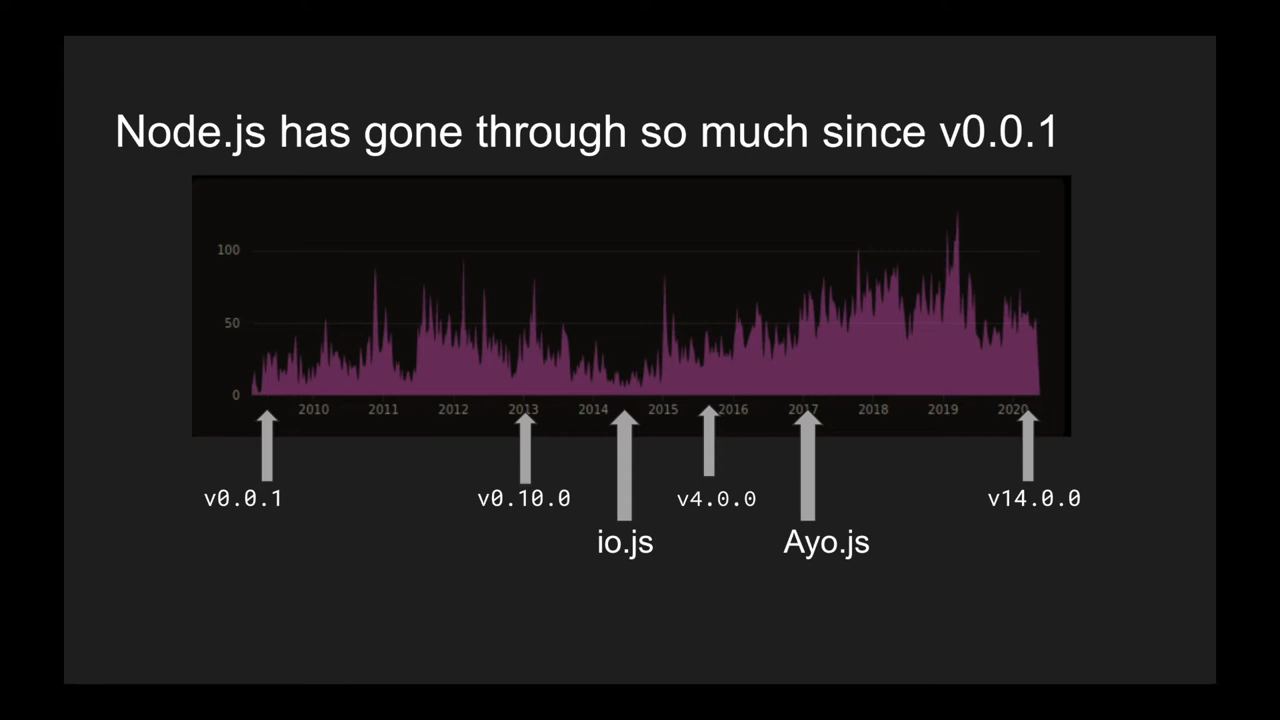 Node.js has gone through so much since v0.0.1
100
50
0
2010 2011 2012 2013 2014 2015 2016 2017 2018 2019 2020
v0.0.1 v0.10.0 v4.0.0 v14.0.0
io.js Ayo.js